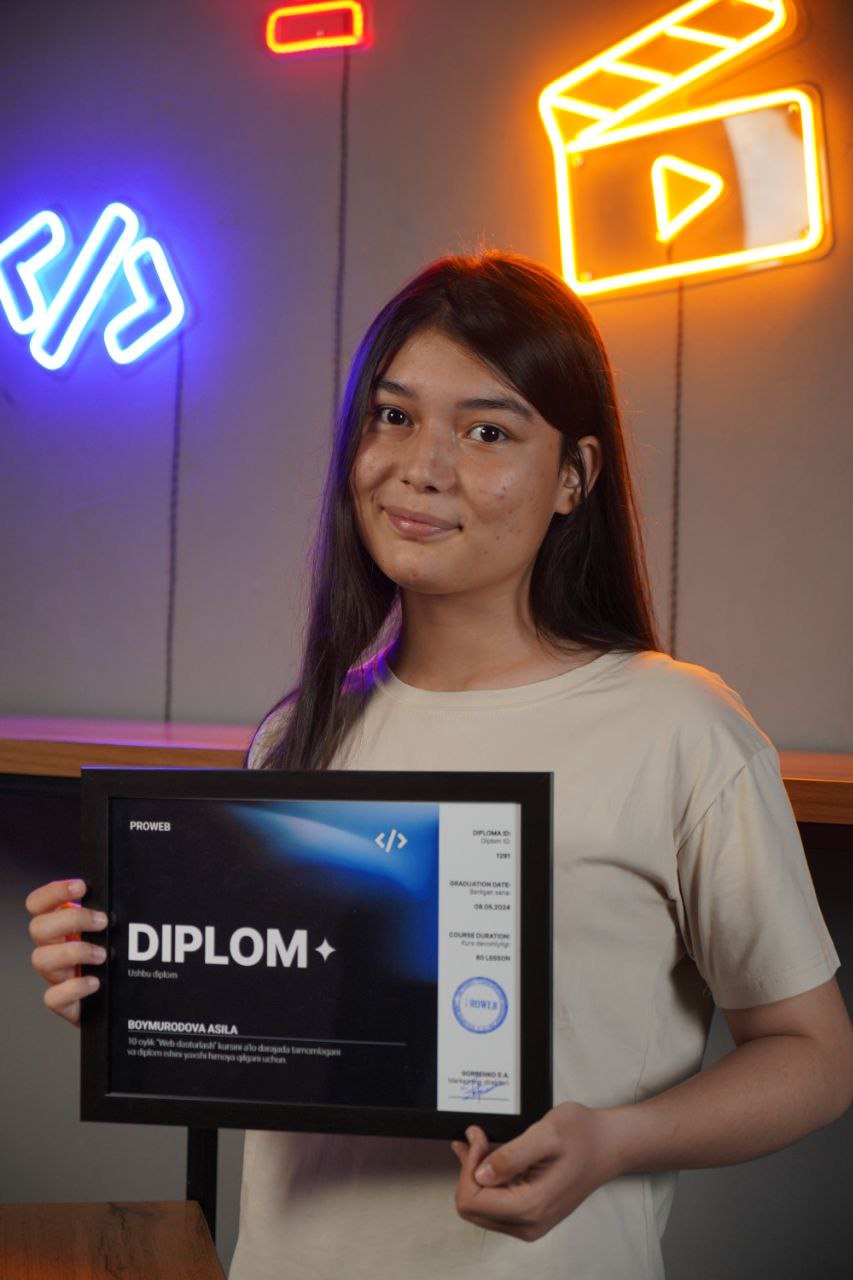 PROWEB
</>
DIPLOM
Ushbu diplom
BOYMURODOVA ASILA
10 oylik "Web dasturlash" kursini a'lo darajada tamomlagani
va diplom ishini yaxshi himoya qilgani uchun.
DIPLOMA ID:
Diplom ID:
1291
GRADUATION DATE:
Berilgan sana:
08.05.2024
COURSE DURATION:
Kurs davomiyligi:
80 LESSON
PROWEB
SORBENKO S.A.
</>